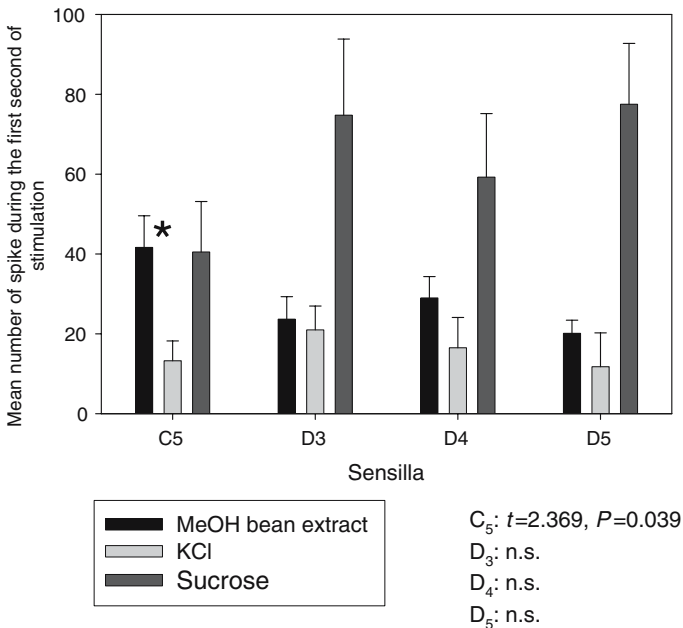 Mean number of spike during the first second of
stimulation
100
80
60
40
20
0
*
C5 D3 D4 D5
Sensilla
MeOH bean extract
KCl
Sucrose
C₅: t=2.369, P=0.039
D₃: n.s.
D₄: n.s.
D₅: n.s.